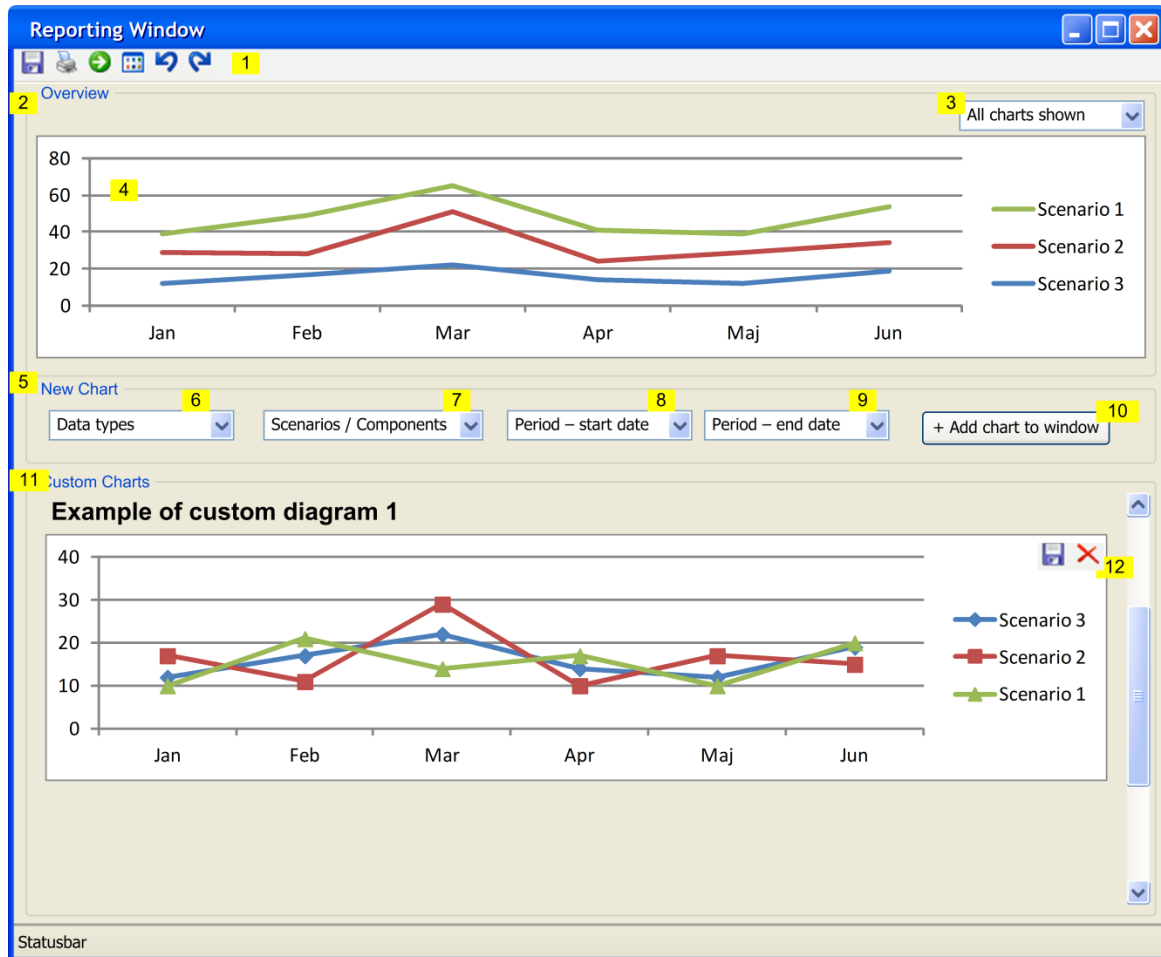 Reporting Window
1
2 Overview
3
All charts shown
80
60
40
20
0
4
Jan Feb Mar Apr Maj Jun
Scenario 1
Scenario 2
Scenario 3
5 New Chart
6 7 8 9 10
Data types Scenarios / Components Period – start date Period – end date + Add chart to window
11 Custom Charts
Example of custom diagram 1
12
40
30
20
10
0
Jan Feb Mar Apr Maj Jun
Scenario 3
Scenario 2
Scenario 1
Statusbar